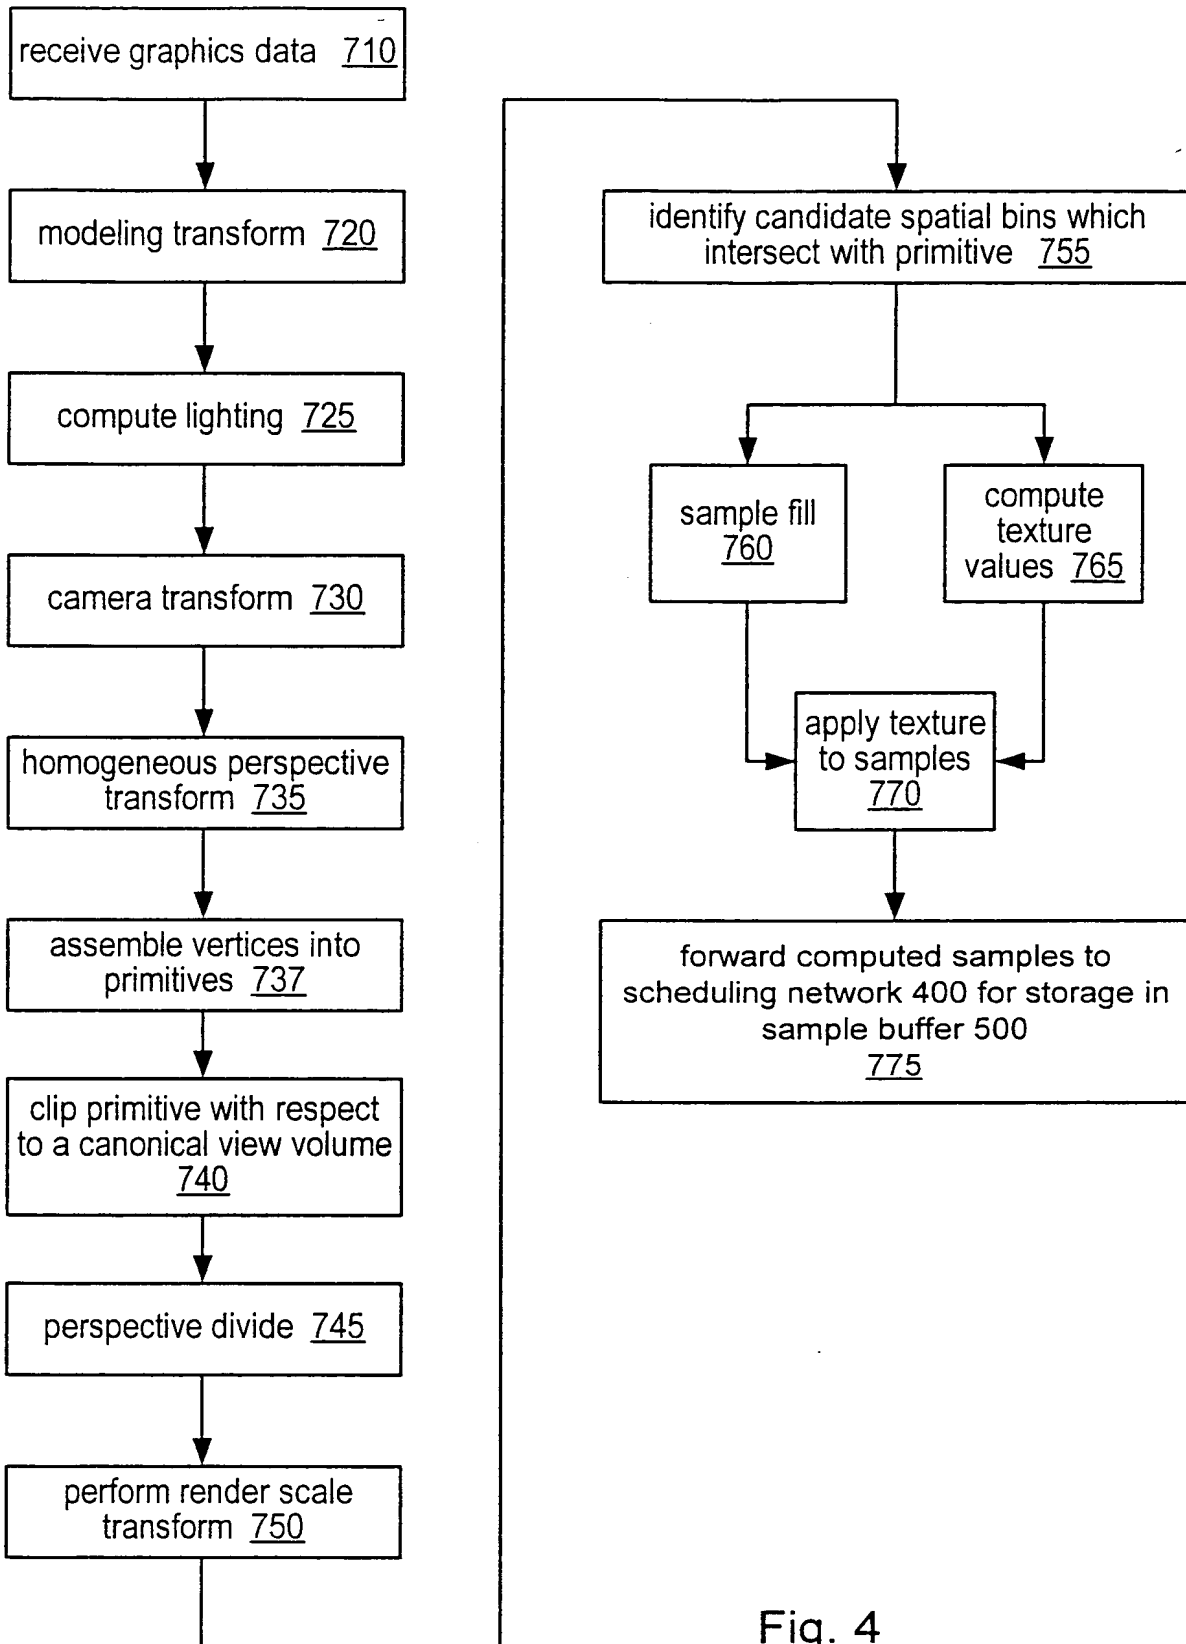 receive graphics data 710
modeling transform 720
compute lighting 725
camera transform 730
homogeneous perspective
transform 735
assemble vertices into
primitives 737
clip primitive with respect
to a canonical view volume
740
perspective divide 745
perform render scale
transform 750
identify candidate spatial bins which
intersect with primitive 755
sample fill
760
compute
texture
values 765
apply texture
to samples
770
forward computed samples to
scheduling network 400 for storage in
sample buffer 500
775
Fig. 4